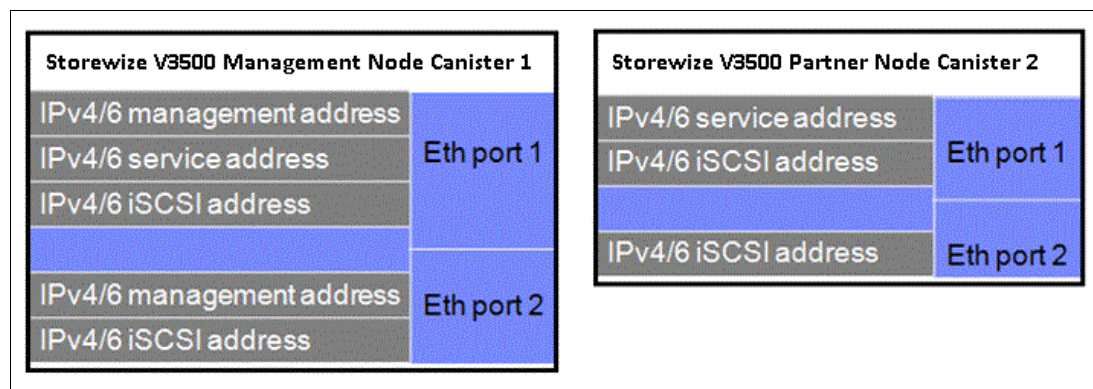 Storewize V3500 Management Node Canister 1
IPv4/6 management address
IPv4/6 service address
Eth port 1
IPv4/6 iSCSI address
IPv4/6 management address
Eth port 2
IPv4/6 iSCSI address
Storewize V3500 Partner Node Canister 2
IPv4/6 service address
Eth port 1
IPv4/6 iSCSI address
IPv4/6 iSCSI address
Eth port 2